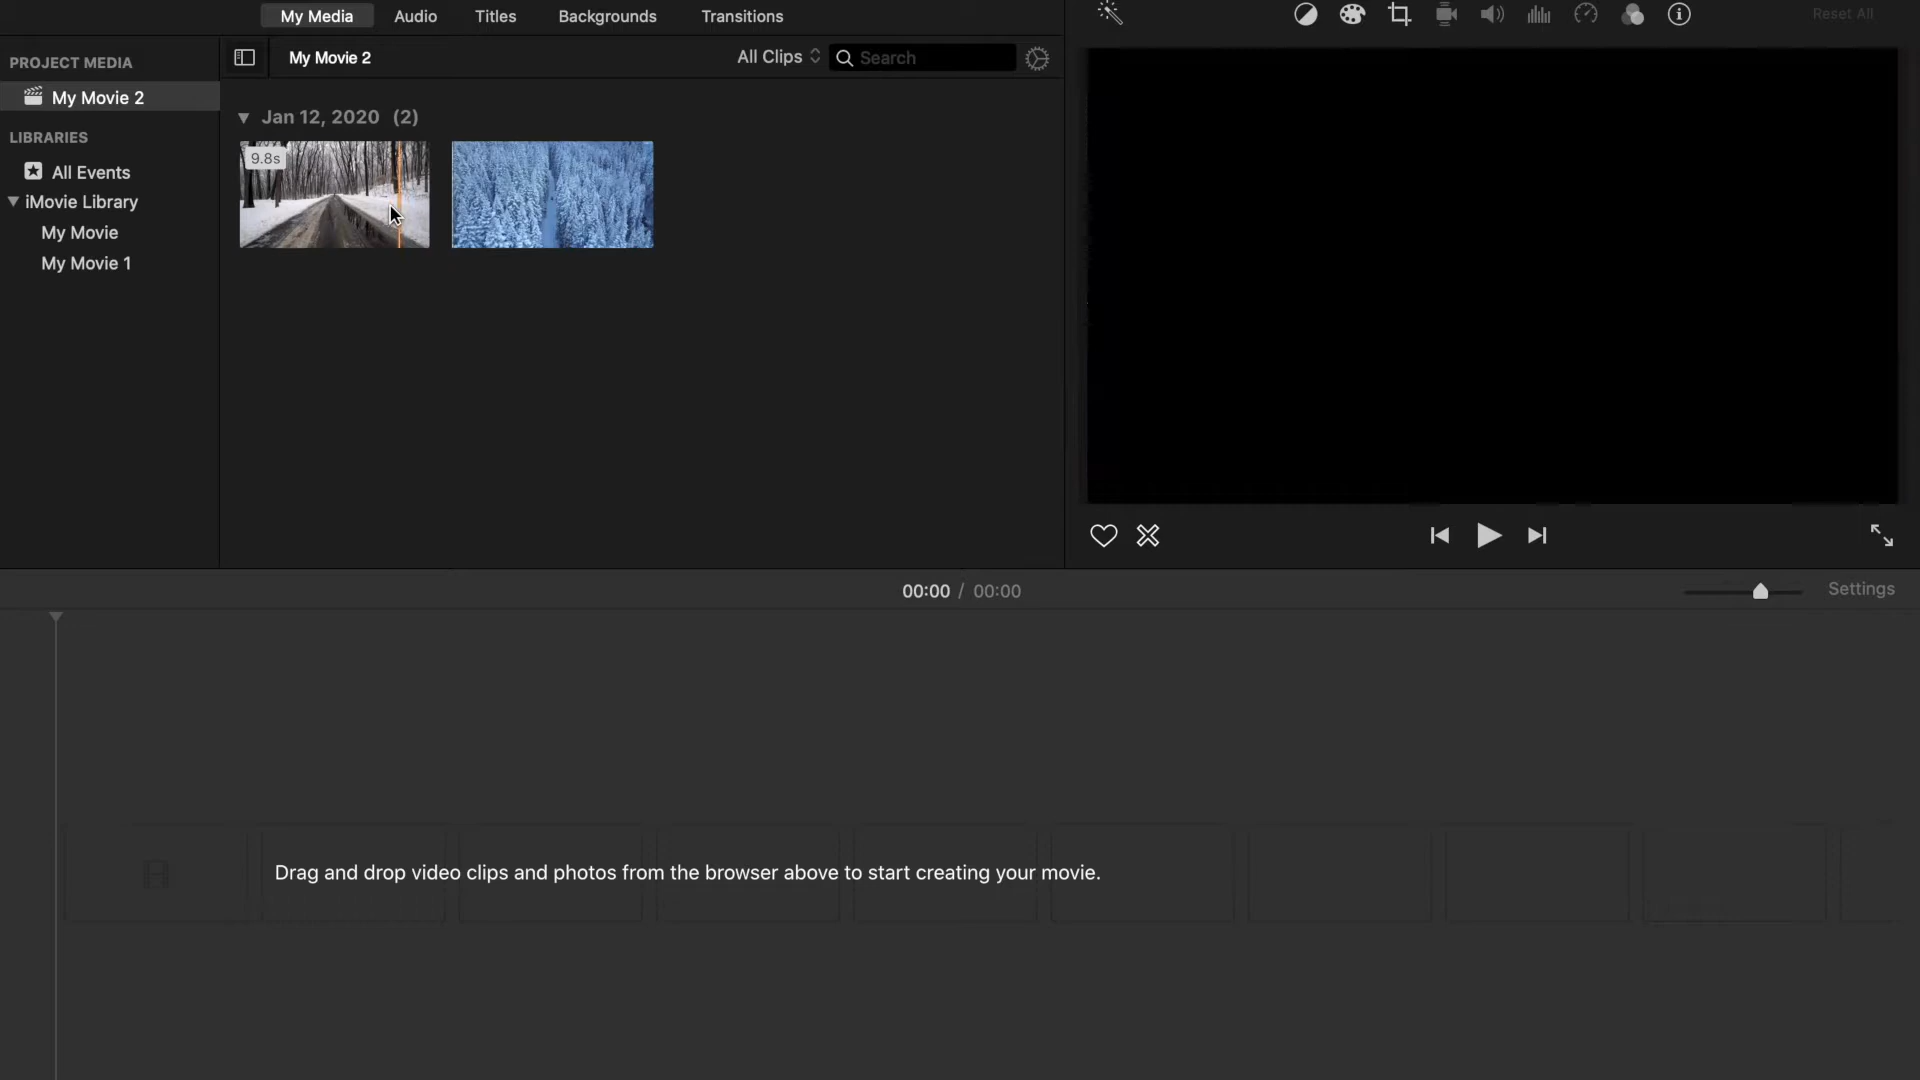 My Media Audio Titles Backgrounds Transitions
Reset All
PROJECT MEDIA
My Movie 2
All Clips
Search
My Movie 2
Jan 12, 2020 (2)
LIBRARIES
9.8s
All Events
iMovie Library
My Movie
My Movie 1
00:00 / 00:00
Settings
Drag and drop video clips and photos from the browser above to start creating your movie.